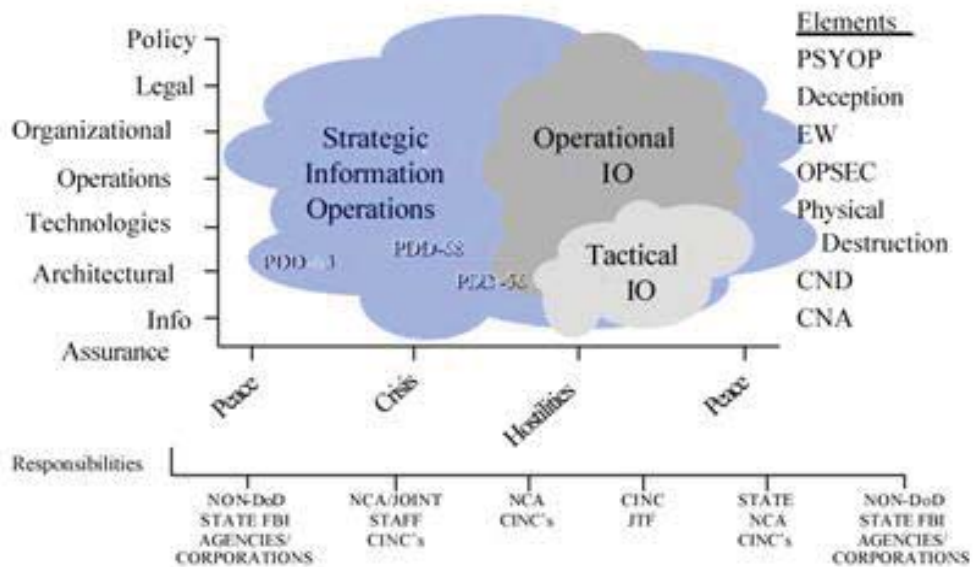 Policy
Legal
Organizational
Operations
Technologies
Architectural
Info
Assurance
Strategic
Information
Operations
Operational
IO
Tactical
IO
Elements
PSYOP
Deception
EW
OPSEC
Physical
Destruction
CND
CNA
Peace
Crisis
Hostilities
Peace
Responsibilities
NON-DoD
STATE FBI
AGENCIES/
CORPORATIONS
NCA/JOINT
STAFF
CINC's
NCA
CINC's
CINC
JTF
STATE
NCA
CINC's
NON-DoD
STATE FBI
AGENCIES/
CORPORATIONS